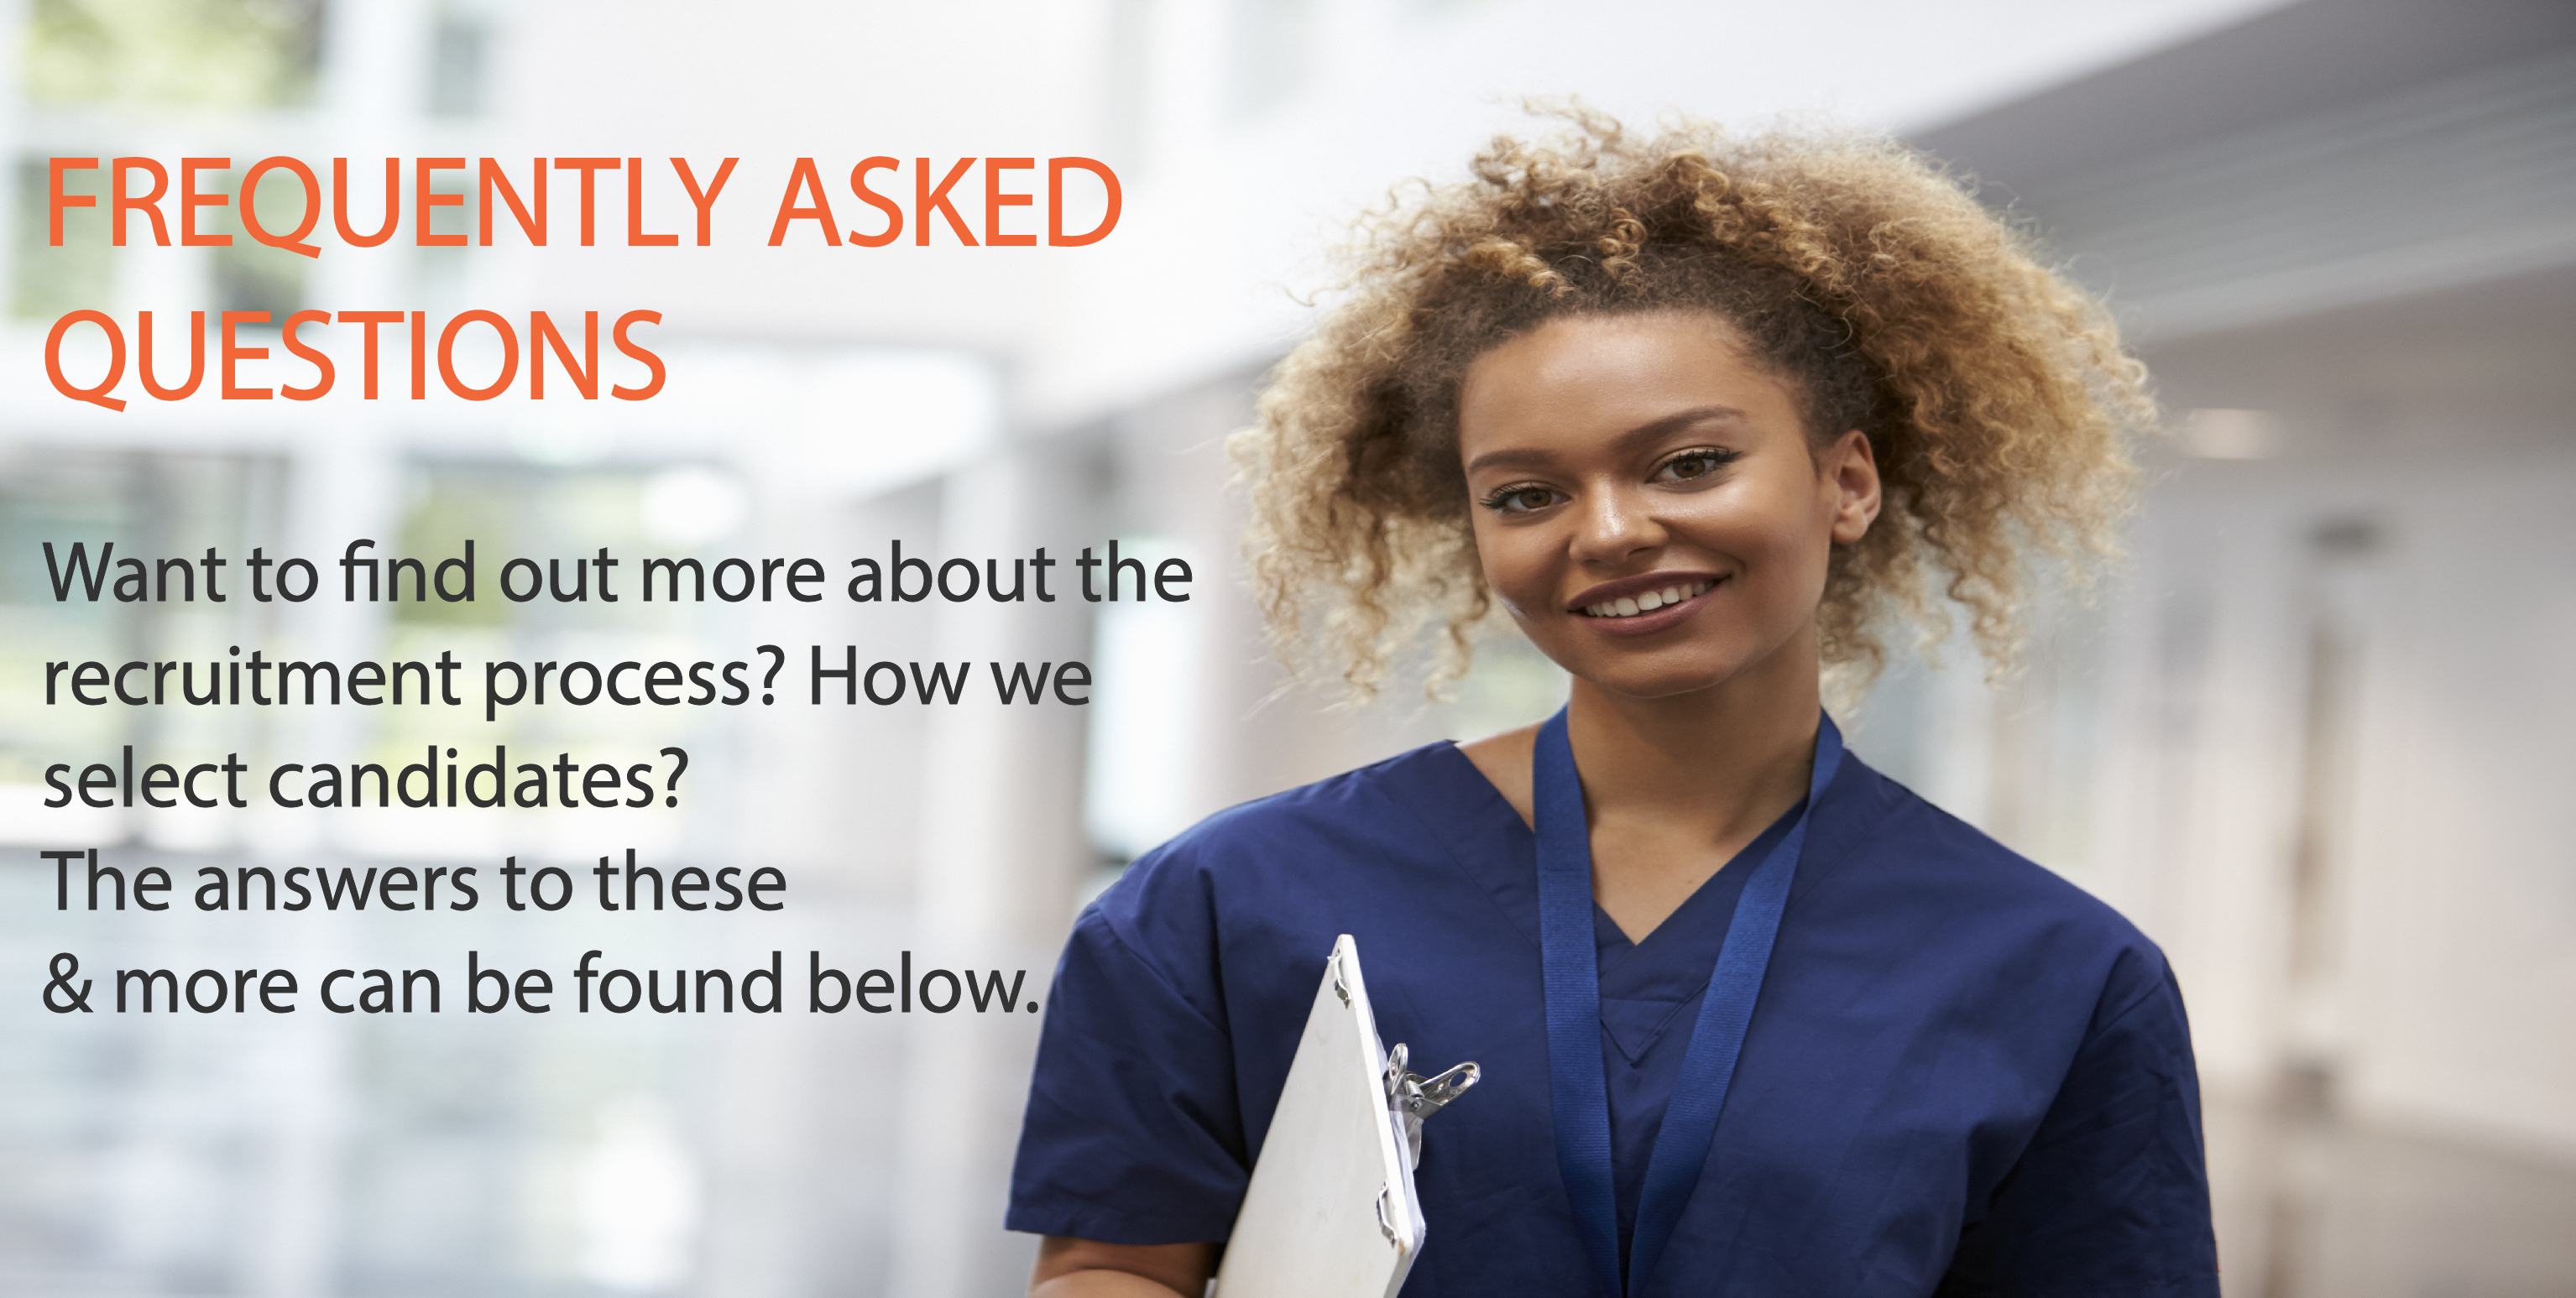 FREQUENTLY ASKED
QUESTIONS
Want to find out more about the
recruitment process? How we
select candidates?
The answers to these
& more can be found below.